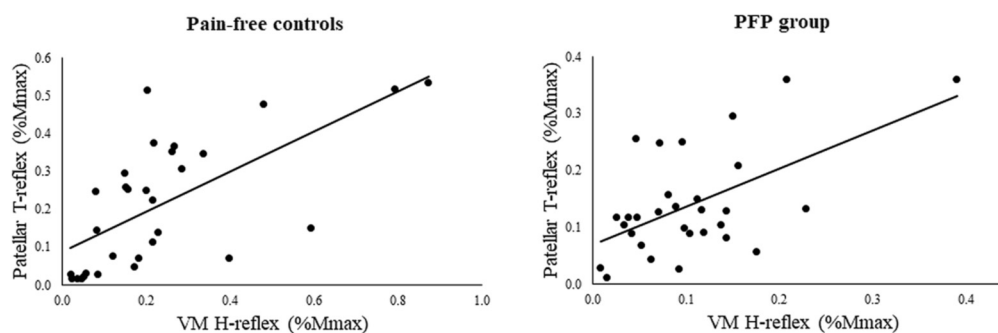 Pain-free controls
Patellar T-reflex (%Mmax)
0.6
0.5
0.4
0.3
0.2
0.1
0.0
0.0 0.2 0.4 0.6 0.8 1.0
VM H-reflex (%Mmax)
PFP group
Patellar T-reflex (%Mmax)
0.4
0.3
0.2
0.1
0.0
0.0 0.1 0.2 0.3 0.4
VM H-reflex (%Mmax)